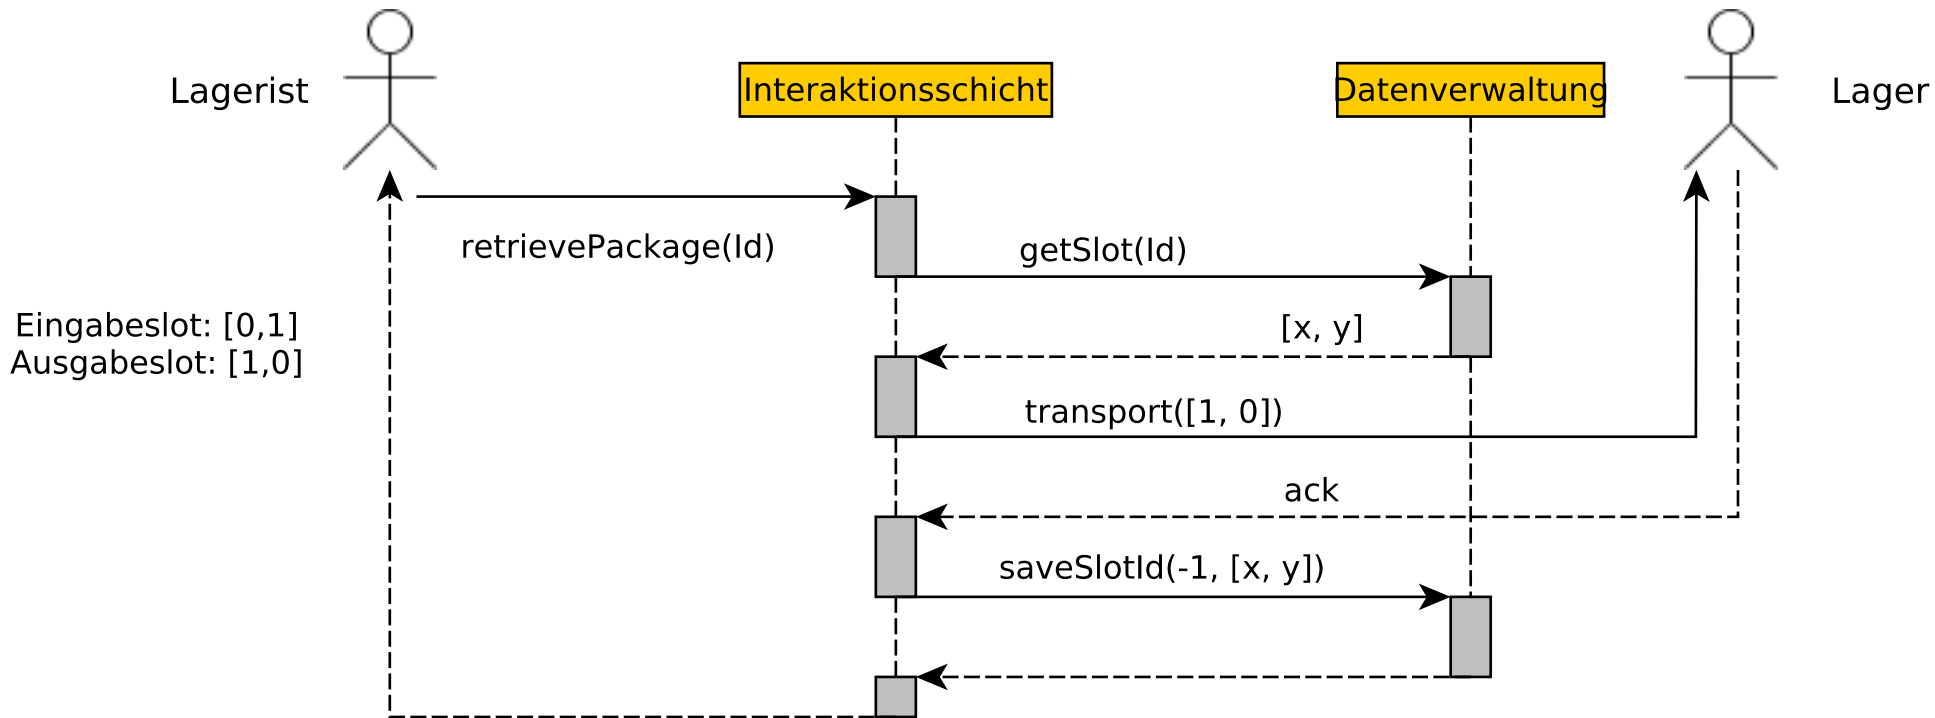 Lagerist
Interaktionsschicht
Datenverwaltung
Lager
retrievePackage(Id)
getSlot(Id)
Eingabeslot: [0,1]
Ausgabeslot: [1,0]
[x, y]
transport([1, 0])
ack
saveSlotId(-1, [x, y])